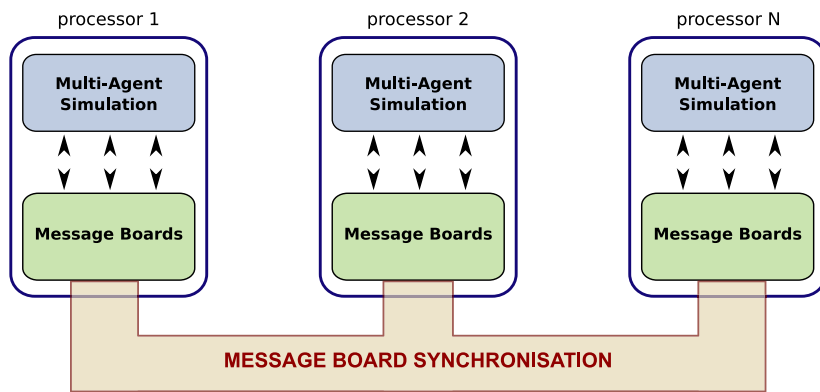 processor 1
processor 2
processor N
Multi-Agent
Simulation
Multi-Agent
Simulation
Multi-Agent
Simulation
Message Boards
Message Boards
Message Boards
MESSAGE BOARD SYNCHRONISATION